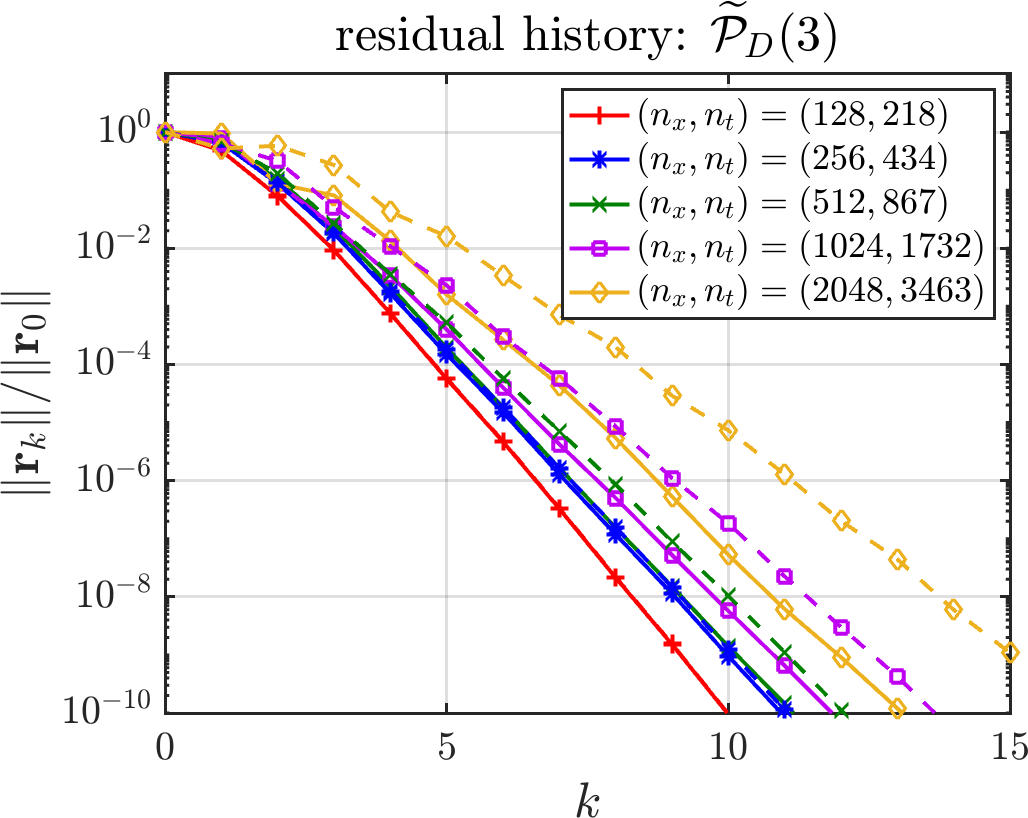 residual history: $\widetilde{\mathcal{P}}_D(3)$
$(n_x, n_t) = (128, 218)$
$(n_x, n_t) = (256, 434)$
$(n_x, n_t) = (512, 867)$
$(n_x, n_t) = (1024, 1732)$
$(n_x, n_t) = (2048, 3463)$
$\|\mathbf{r}_k\|/\|\mathbf{r}_0\|$
$10^0$
$10^{-2}$
$10^{-4}$
$10^{-6}$
$10^{-8}$
$10^{-10}$
0 5 10 15
$k$